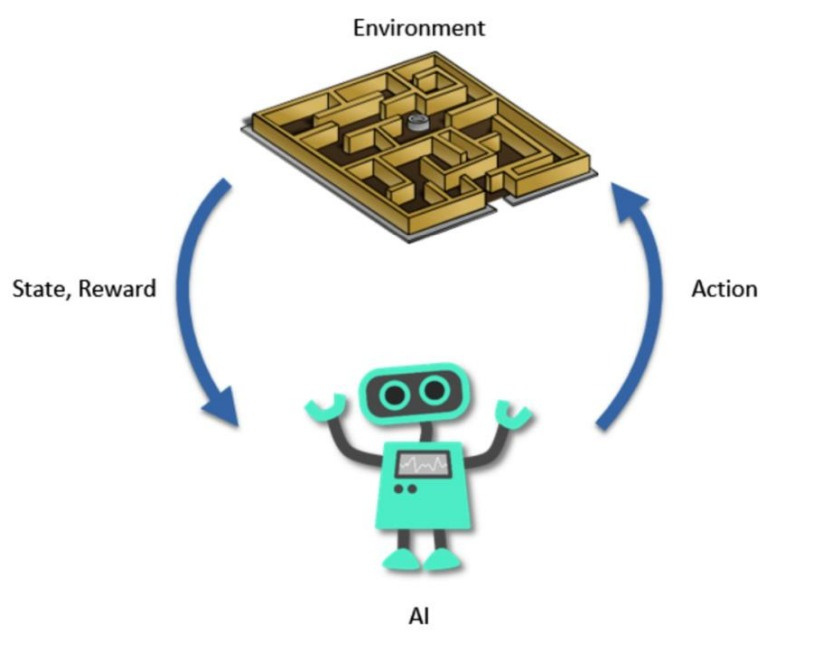 Environment
State, Reward
Action
AI